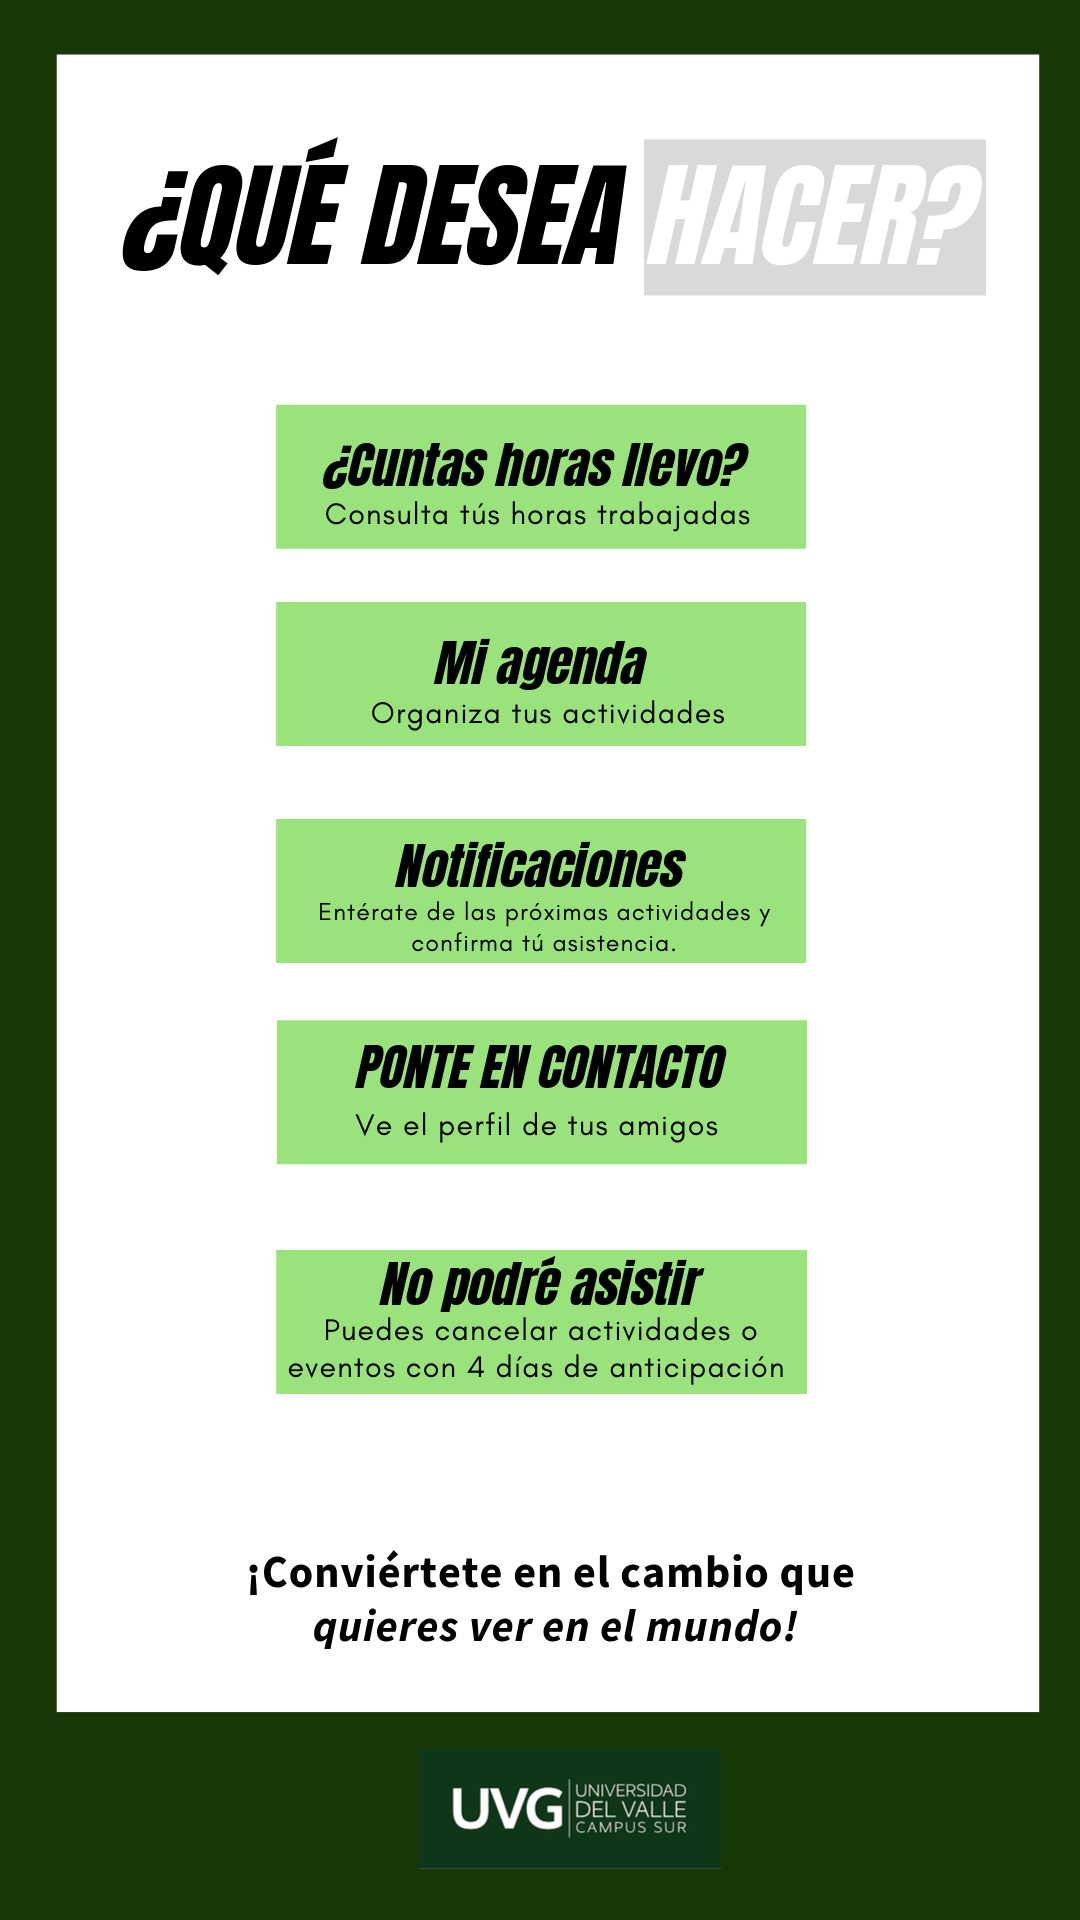 ¿QUÉ DESEA HACER?
¿Cuntas horas llevo?
Consulta tús horas trabajadas
Mi agenda
Organiza tus actividades
Notificaciones
Entérate de las próximas actividades y
confirma tú asistencia.
PONTE EN CONTACTO
Ve el perfil de tus amigos
No podré asistir
Puedes cancelar actividades o
eventos con 4 días de anticipación
¡Conviértete en el cambio que
quieres ver en el mundo!
UVG
UNIVERSIDAD
DEL VALLE
CAMPUS SUR